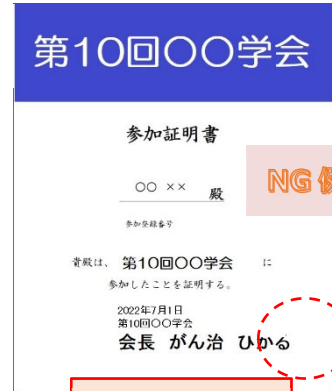 第10回〇〇学会
参加証明書
〇〇 ×× 殿
NG
参加登録番号
貴殿は、 第10回〇〇学会 に
参加したことを証明する。
2022年7月1日
第10回〇〇学会
会長 がん治 ひかる